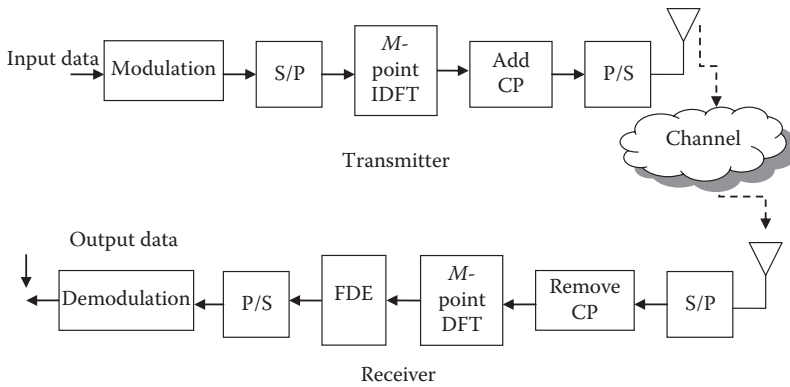 Input data
Modulation
S/P
M-
point
IDFT
Add
CP
P/S
Channel
Transmitter
Output data
Demodulation
P/S
FDE
M-
point
DFT
Remove
CP
S/P
Receiver